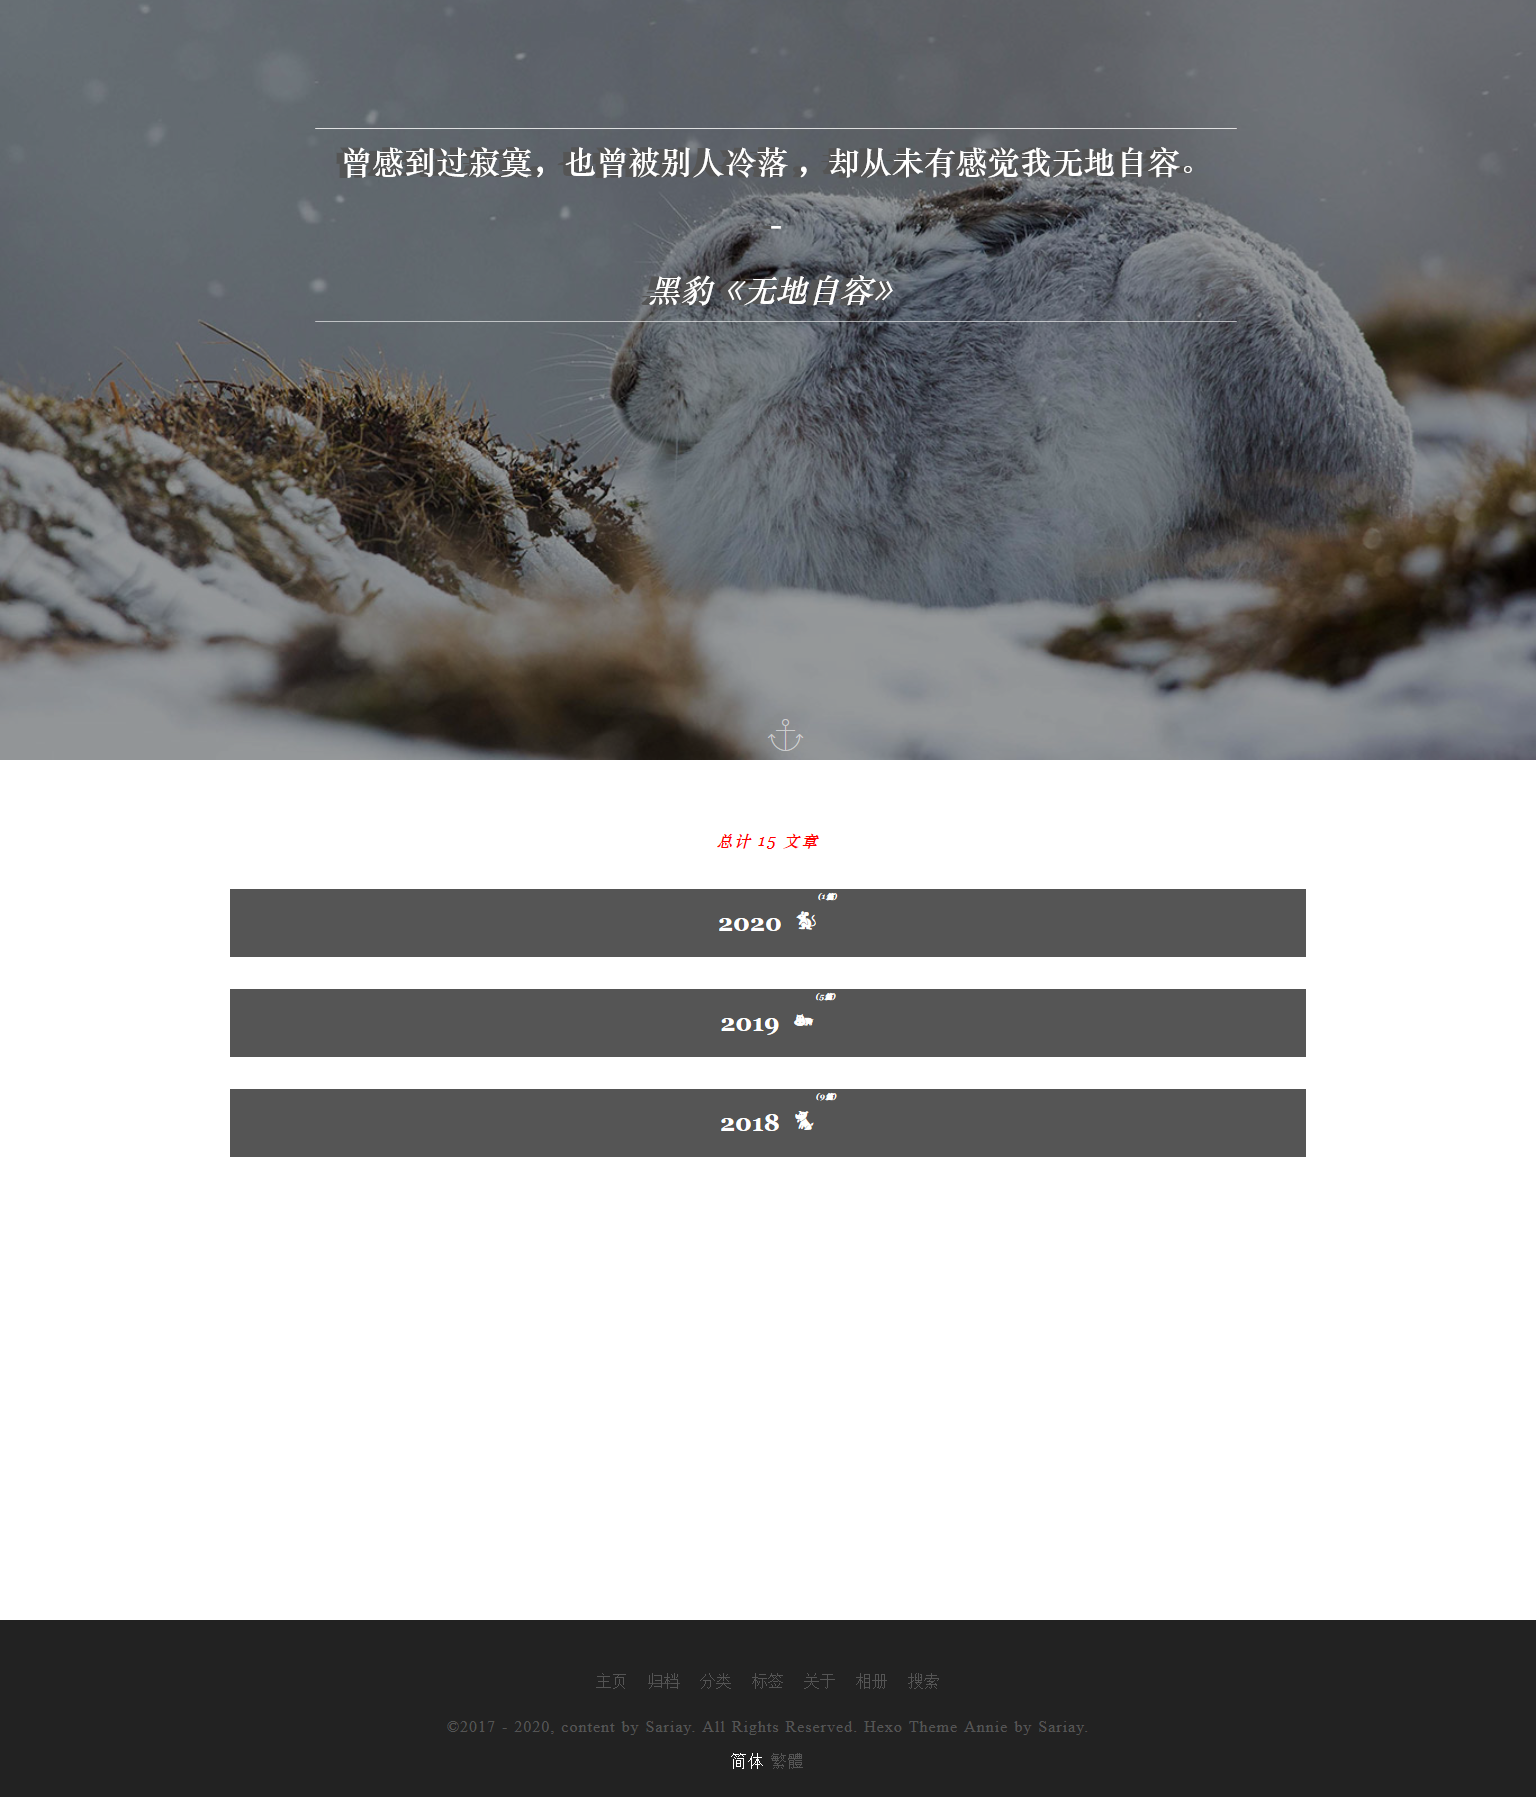 曾感到过寂寞，也曾被别人冷落 ，却从未有感觉我无地自容。
-
黑豹《无地自容》
总计 15 文章
2020 (1篇)
2019 (5篇)
2018 (9篇)
主页 归档 分类 标签 关于 相册 搜索
©2017 - 2020, content by Sariay. All Rights Reserved. Hexo Theme Annie by Sariay.
简体 繁體